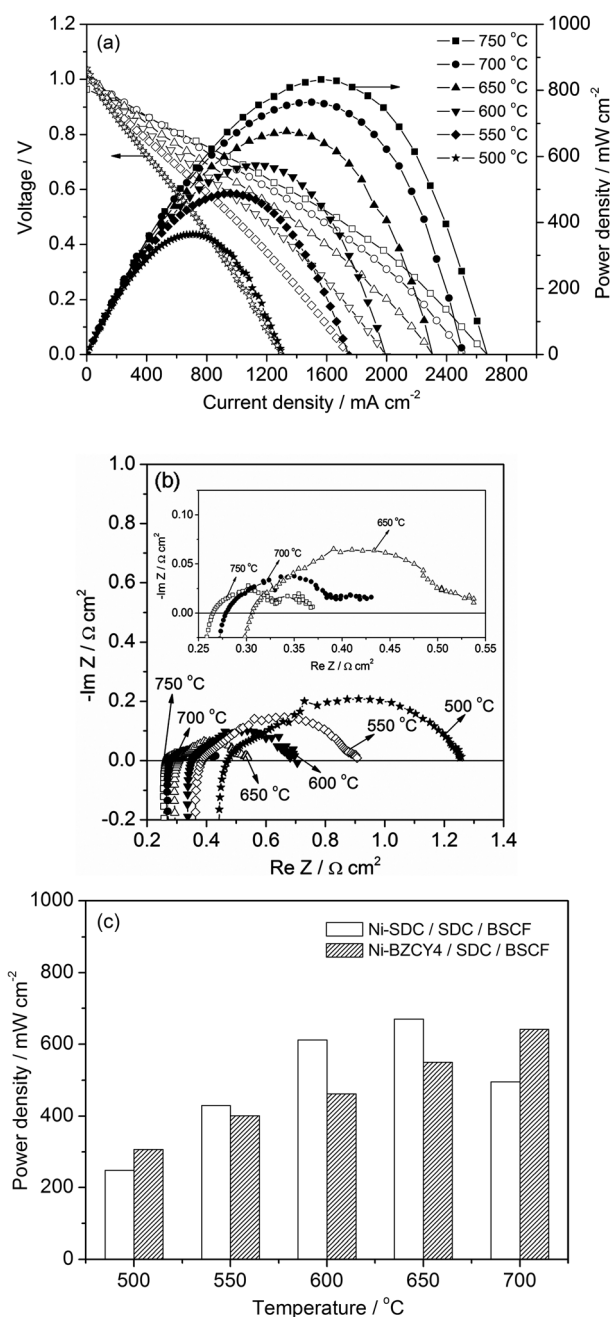 (a)
1.2
1.0
0.8
0.6
0.4
0.2
0.0
Voltage / V
1000
800
600
400
200
0
Power density / mW cm-2
750 °C
700 °C
650 °C
600 °C
550 °C
500 °C
0 400 800 1200 1600 2000 2400 2800
Current density / mA cm-2
(b)
1.0
0.8
0.6
0.4
0.2
0.0
-0.2
-Im Z / Ω cm2
0.10
0.05
0.00
-Im Z / Ω cm2
750 °C
700 °C
650 °C
0.25 0.30 0.35 0.40 0.45 0.50 0.55
Re Z / Ω cm2
750 °C
700 °C
650 °C
600 °C
550 °C
500 °C
0.2 0.4 0.6 0.8 1.0 1.2 1.4
Re Z / Ω cm2
(c)
1000
800
600
400
200
0
Power density / mW cm-2
Ni-SDC / SDC / BSCF
Ni-BZCY4 / SDC / BSCF
500 550 600 650 700
Temperature / °C